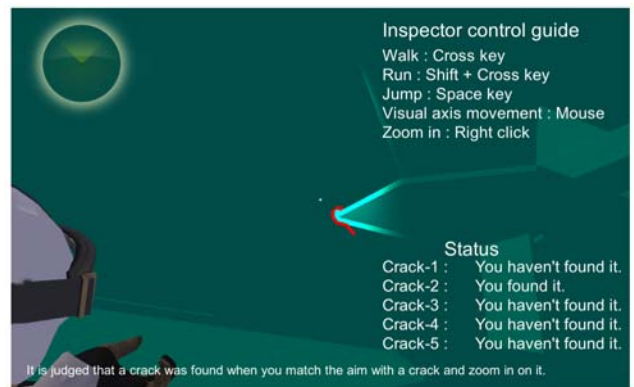 Inspector control guide
Walk : Cross key
Run : Shift + Cross key
Jump : Space key
Visual axis movement : Mouse
Zoom in : Right click
Status
Crack-1 : You haven't found it.
Crack-2 : You found it.
Crack-3 : You haven't found it.
Crack-4 : You haven't found it.
Crack-5 : You haven't found it.
It is judged that a crack was found when you match the aim with a crack and zoom in on it.